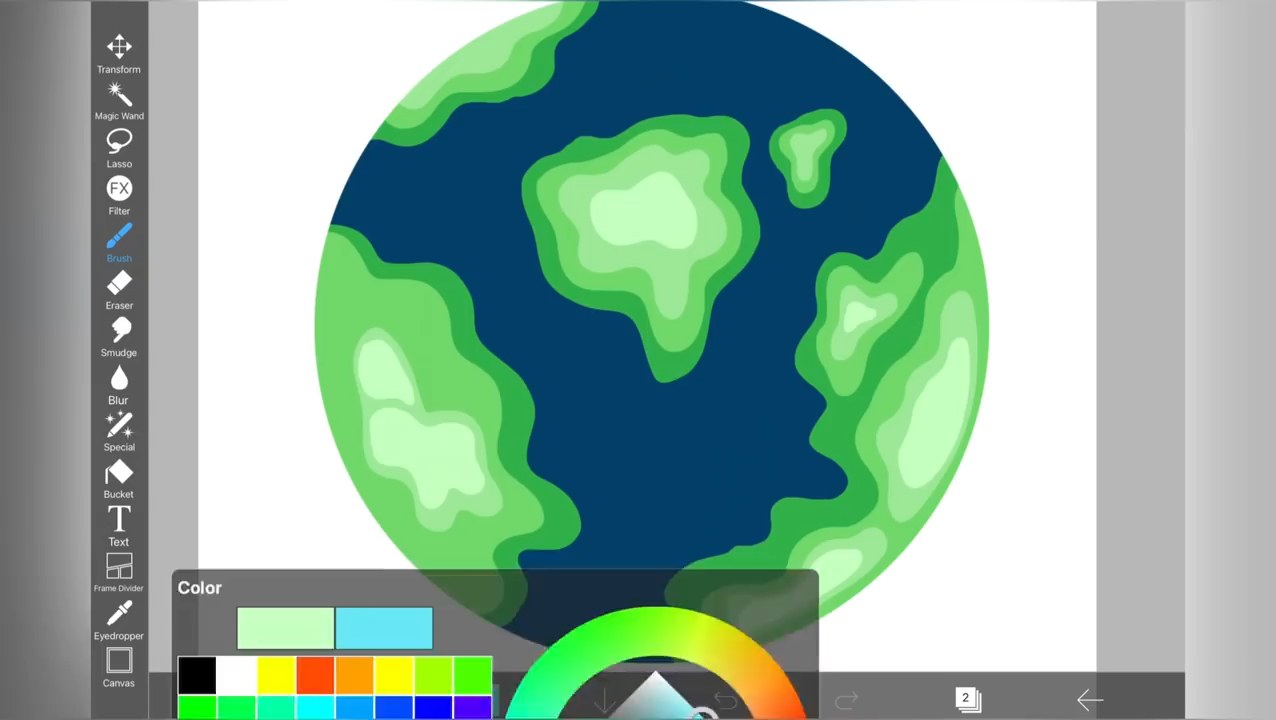 Transform
Magic Wand
Lasso
FX
Filter
Brush
Eraser
Smudge
Blur
Special
Bucket
T
Text
Frame Divider
Eyedropper
Canvas
Color
2